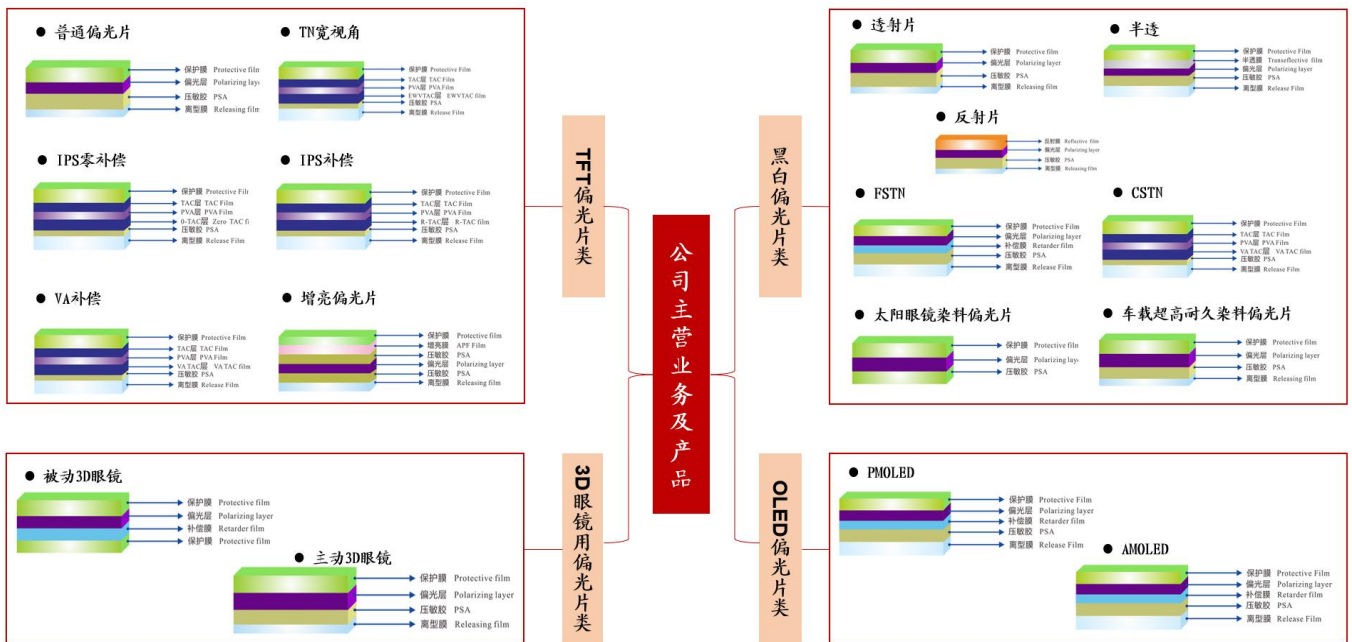 普通偏光片
保护膜 Protective film
偏光层 Polarizing laye
压敏胶 PSA
离型膜 Releasing film
TN宽视角
保护膜 Protective Film
TAC层 TAC Film
PVA层 PVA Film
EWVTAC层 EWVTAC film
压敏胶 PSA
离型膜 Release Film
IPS零补偿
保护膜 Protective Filr
TAC层 TAC Film
PVA层 PVA Film
0-TAC层 Zero TAC fi
压敏胶 PSA
离型膜 Release Film
IPS补偿
保护膜 Protective Film
TAC层 TAC Film
PVA层 PVA Film
R-TAC层 R-TAC film
压敏胶 PSA
离型膜 Release Film
VA补偿
保护膜 Protective Film
TAC层 TAC Film
PVA层 PVA Film
VATAC层 VATAC film
压敏胶 PSA
离型膜 Release Film
增亮偏光片
保护膜 Protective film
增亮膜 APF Film
压敏胶 PSA
偏光层 Polarizing layer
压敏胶 PSA
离型膜 Releasing film
TFT偏光片类
被动3D眼镜
保护膜 Protective film
偏光层 Polarizing layer
补偿膜 Retarder film
保护膜 Protective film
主动3D眼镜
保护膜 Protective film
偏光层 Polarizing layer
压敏胶 PSA
离型膜 Releasing film
3D眼镜用偏光片类
公司主营业务及产品
黑白偏光片类
透射片
保护膜 Protective film
偏光层 Polarizing layer
压敏胶 PSA
离型膜 Releasing film
半透
保护膜 Protective Film
半透膜 Transeflective film
偏光层 Polarizing layer
压敏胶 PSA
离型膜 Release Film
反射片
反射膜 Reflective film
偏光层 Polarizing layer
压敏胶 PSA
离型膜 Releasing film
FSTN
保护膜 Protective Film
偏光层 Polarizing layer
补偿膜 Retarder film
压敏胶 PSA
离型膜 Release Film
CSTN
保护膜 Protective Film
TAC层 TAC Film
PVA层 PVA Film
VATAC层 VATAC film
压敏胶 PSA
离型膜 Release Film
太阳眼镜染料偏光片
保护膜 Protective film
偏光层 Polarizing laye
压敏胶 PSA
车载超高耐久染料偏光片
保护膜 Protective film
偏光层 Polarizing layer
压敏胶 PSA
离型膜 Releasing film
OLED偏光片类
PMOLED
保护膜 Protective Film
偏光层 Polarizing layer
补偿膜 Retarder film
压敏胶 PSA
离型膜 Release Film
AMOLED
保护膜 Protective Film
偏光层 Polarizing layer
补偿膜 Retarder film
压敏胶 PSA
离型膜 Release Film